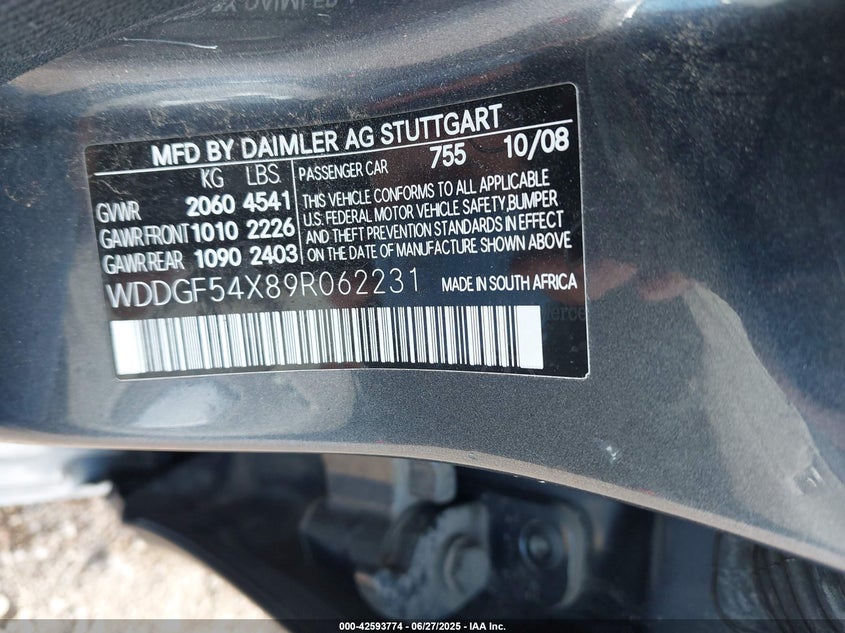 MFD BY DAIMLER AG STUTTGART
755 10/08
KG LBS
PASSENGER CAR
GVWR 2060 4541
GAWR FRONT 1010 2226
GAWR REAR 1090 2403
THIS VEHICLE CONFORMS TO ALL APPLICABLE
U.S. FEDERAL MOTOR VEHICLE SAFETY, BUMPER
AND THEFT PREVENTION STANDARDS IN EFFECT
ON THE DATE OF MANUFACTURE SHOWN ABOVE
WDDGF54X89R062231 MADE IN SOUTH AFRICA
000-42593774 | 06/27/2025 | IAA Inc.